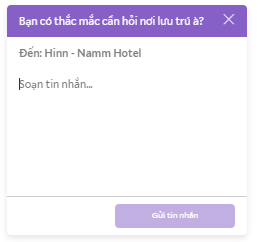 Bạn có thắc mắc cần hỏi nơi lưu trú à?
Đến: Hinn - Namm Hotel
Soạn tin nhắn...
Gửi tin nhắn